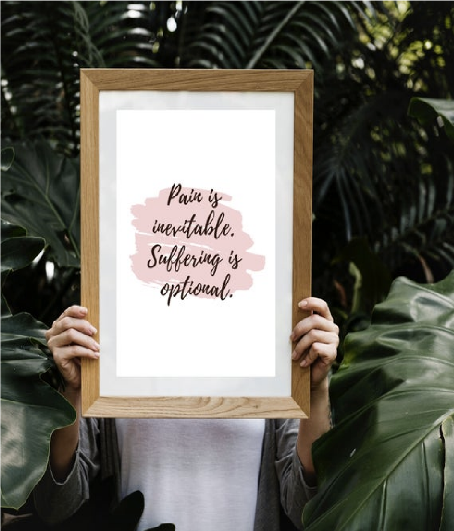 Pain is
inevitable.
Suffering is
optional.